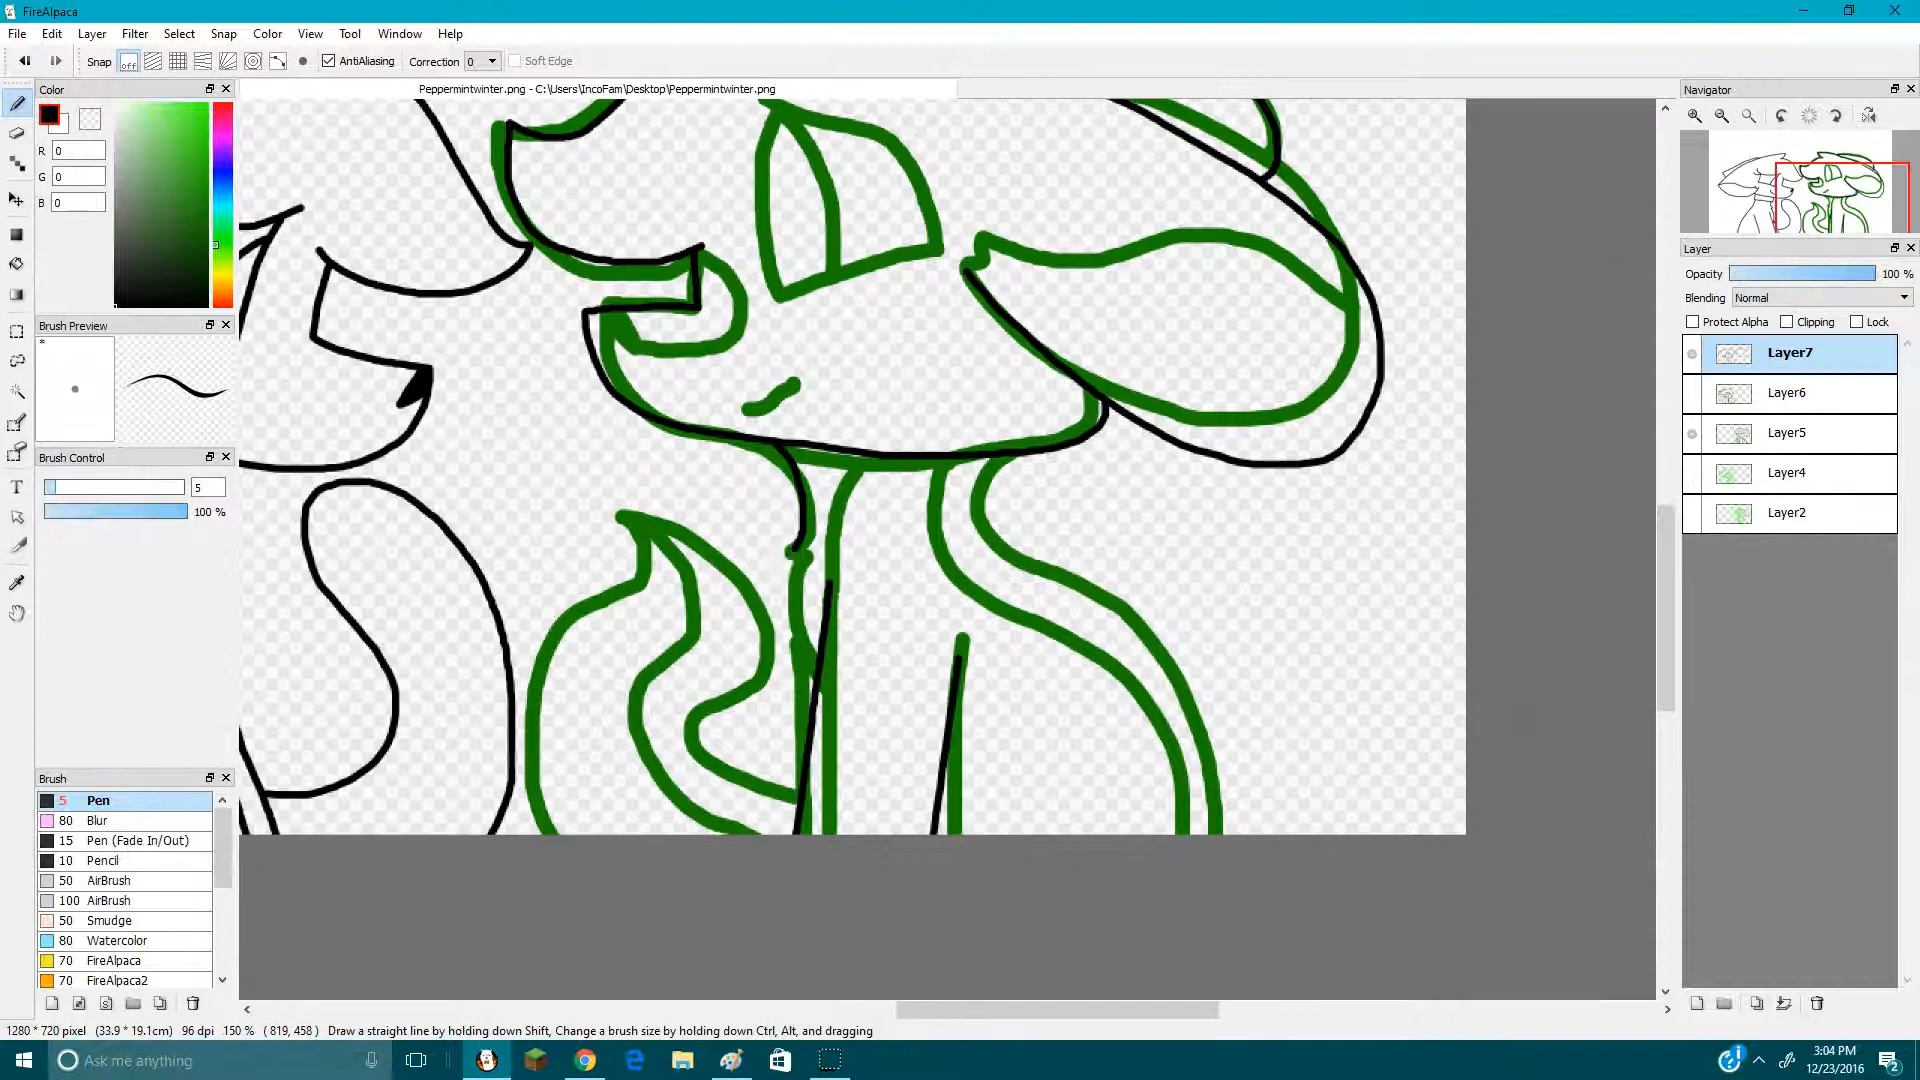 FireAlpaca
File Edit Layer Filter Select Snap Color View Tool Window Help
Snap off AntiAliasing Correction 0 Soft Edge
Color
Peppermintwinter.png - C:\Users\IncoFam\Desktop\Peppermintwinter.png
Navigator
R 0
G 0
B 0
Layer
Opacity 100 %
Blending Normal
Protect Alpha Clipping Lock
Brush Preview
*
Layer7
Layer6
Layer5
Layer4
Layer2
Brush Control
5
100 %
T
Brush
5 Pen
80 Blur
15 Pen (Fade In/Out)
10 Pencil
50 AirBrush
100 AirBrush
50 Smudge
80 Watercolor
70 FireAlpaca
70 FireAlpaca2
1280 * 720 pixel (33.9 * 19.1cm) 96 dpi 150 % ( 819, 458 ) Draw a straight line by holding down Shift, Change a brush size by holding down Ctrl, Alt, and dragging
Ask me anything
3:04 PM
12/23/2016
2